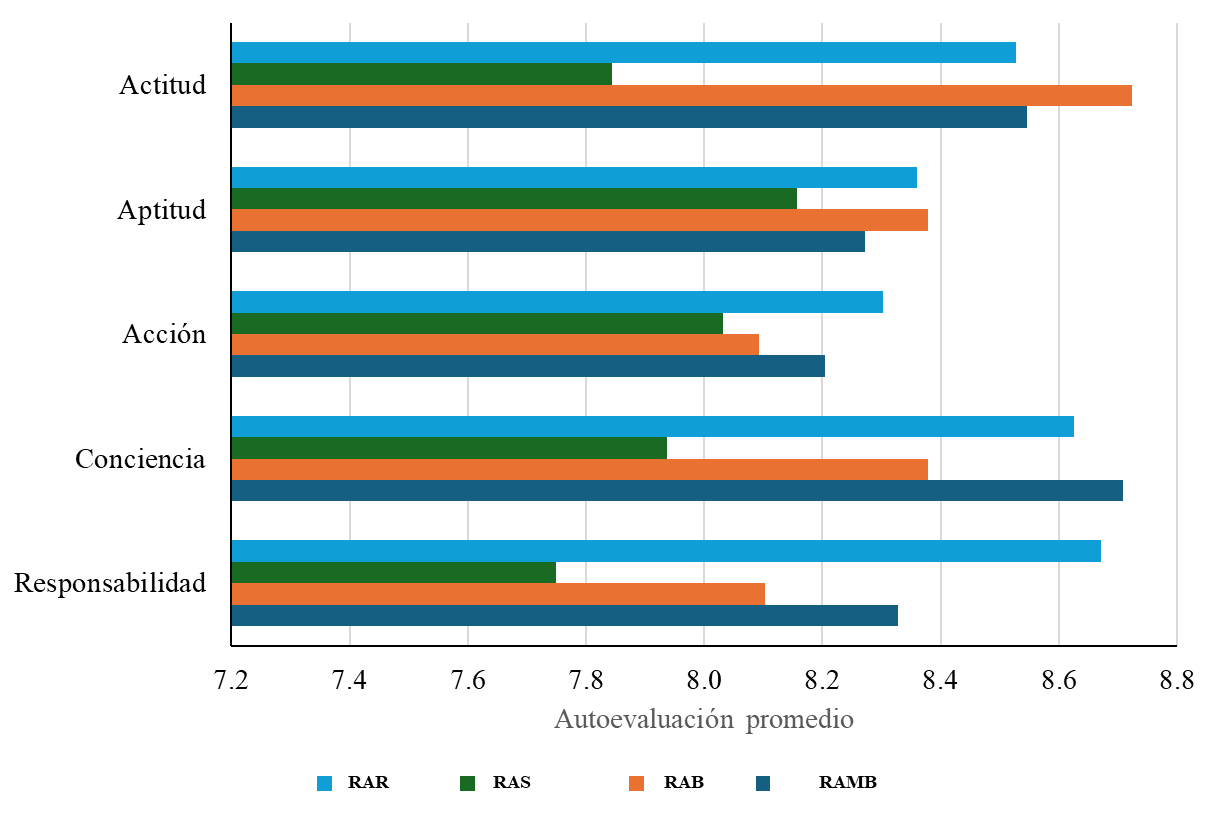 Actitud
Aptitud
Acción
Conciencia
Responsabilidad
7.2 7.4 7.6 7.8 8.0 8.2 8.4 8.6 8.8
Autoevaluación promedio
RAR RAS RAB RAMB